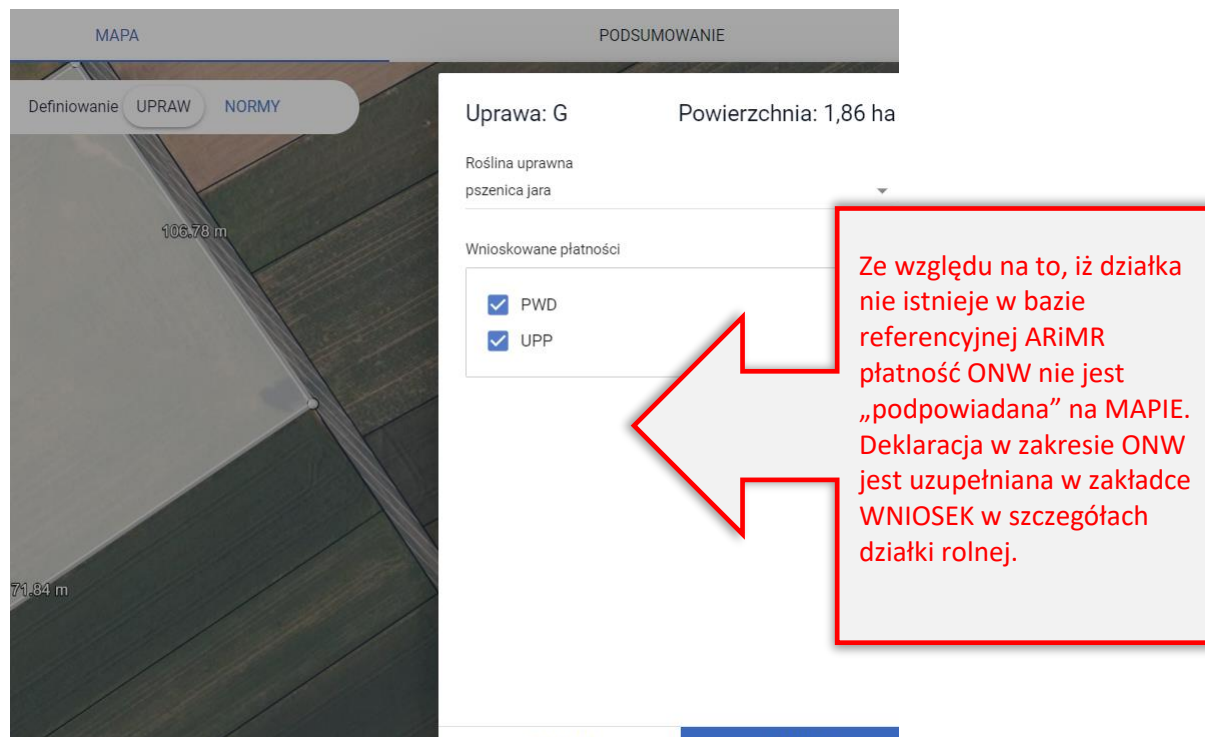 MAPA
PODSUMOWANIE
Definiowanie UPRAW NORMY
Uprawa: G
Powierzchnia: 1,86 ha
Roślina uprawna
pszenica jara
106.78 m
Wnioskowane płatności
PWD
UPP
71.84 m
Ze względu na to, iż działka
nie istnieje w bazie
referencyjnej ARiMR
płatność ONW nie jest
„podpowiadana” na MAPIE.
Deklaracja w zakresie ONW
jest uzupełniana w zakładce
WNIOSEK w szczegółach
działki rolnej.